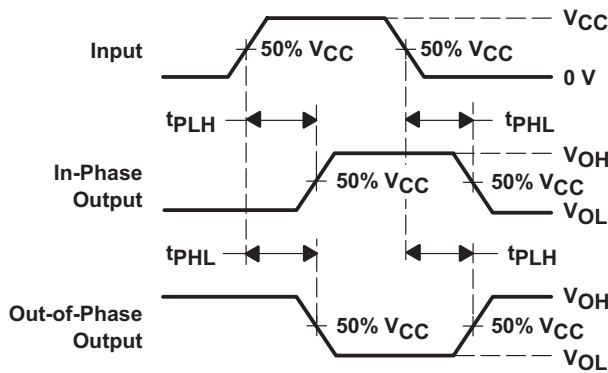 VCC
Input
50% VCC
50% VCC
0 V
tPLH
tPHL
VOH
In-Phase
Output
50% VCC
50% VCC
VOL
tPHL
tPLH
VOH
Out-of-Phase
Output
50% VCC
50% VCC
VOL